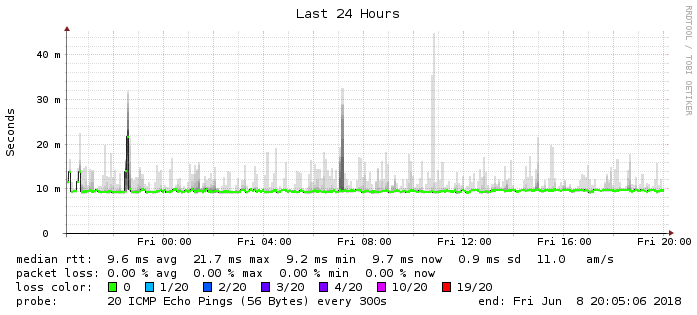 Last 24 Hours
RRDTOOL / TOBI OETIKER
Seconds
40 m
30 m
20 m
10 m
0
Fri 00:00 Fri 04:00 Fri 08:00 Fri 12:00 Fri 16:00 Fri 20:00
median rtt: 9.6 ms avg 21.7 ms max 9.2 ms min 9.7 ms now 0.9 ms sd 11.0 am/s
packet loss: 0.00 % avg 0.00 % max 0.00 % min 0.00 % now
loss color: 0 1/20 2/20 3/20 4/20 10/20 19/20
probe: 20 ICMP Echo Pings (56 Bytes) every 300s end: Fri Jun 8 20:05:06 2018